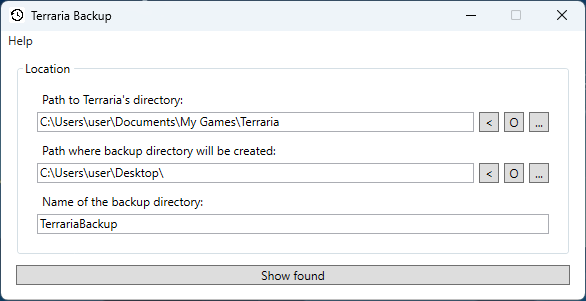 Terraria Backup
Help
Location
Path to Terraria's directory:
C:\Users\user\Documents\My Games\Terraria < O ...
Path where backup directory will be created:
C:\Users\user\Desktop\ < O ...
Name of the backup directory:
TerrariaBackup
Show found